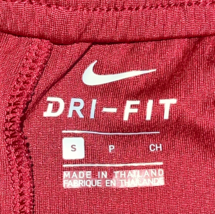 DRI-FIT
S P CH
MADE IN THAILAND
FABRIQUÉ EN THAÏLANDE